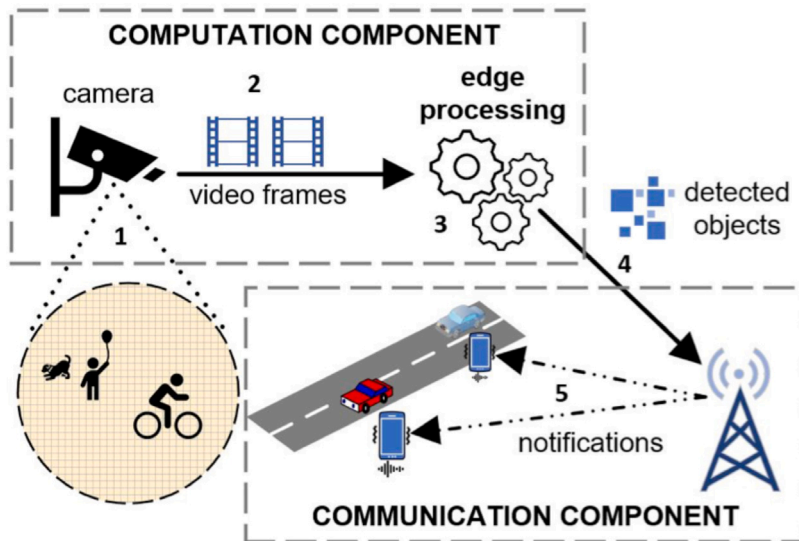 COMPUTATION COMPONENT
camera
2
edge
processing
video frames
3
1
detected
objects
4
5
notifications
COMMUNICATION COMPONENT